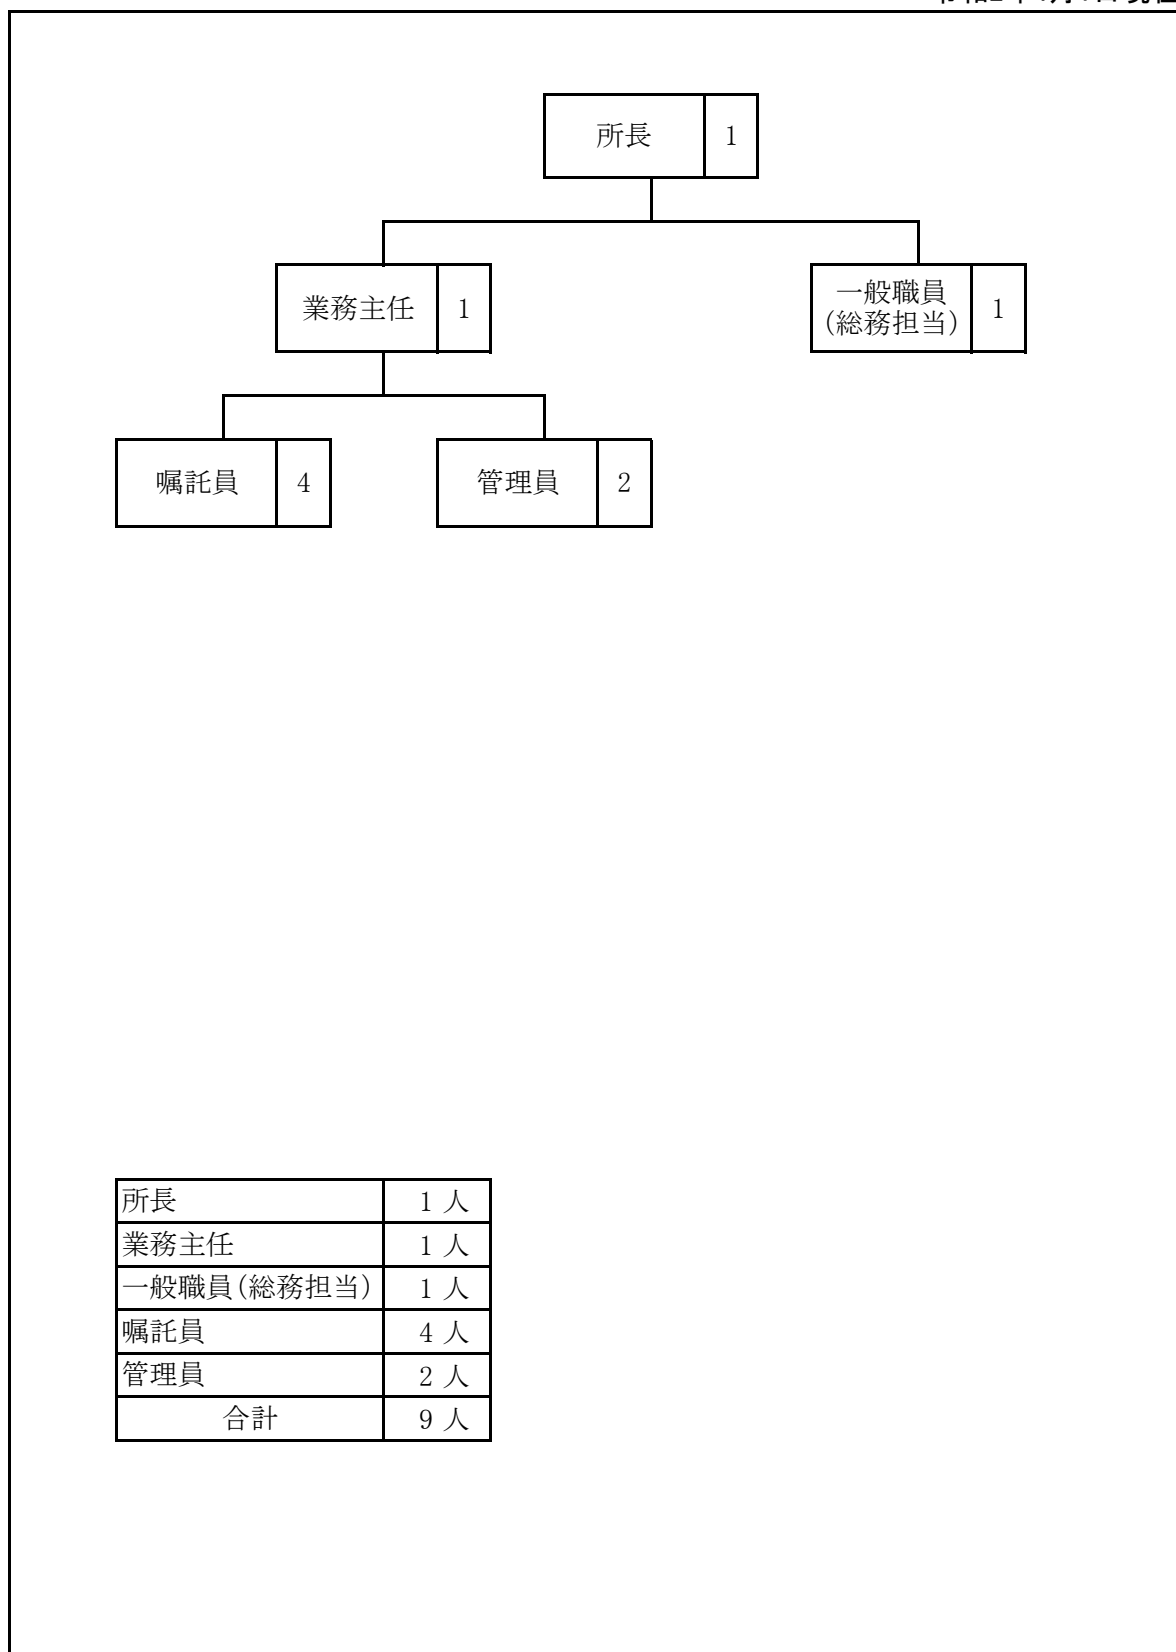 所長 1
業務主任 1
一般職員 1
(総務担当)
嘱託員 4
管理員 2
所長 1 人
業務主任 1 人
一般職員(総務担当) 1 人
嘱託員 4 人
管理員 2 人
合計 9 人